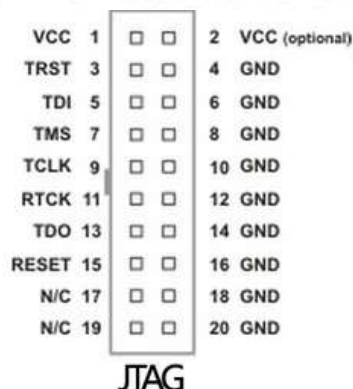 VCC 1 2 VCC (optional)
TRST 3 4 GND
TDI 5 6 GND
TMS 7 8 GND
TCLK 9 10 GND
RTCK 11 12 GND
TDO 13 14 GND
RESET 15 16 GND
N/C 17 18 GND
N/C 19 20 GND
JTAG